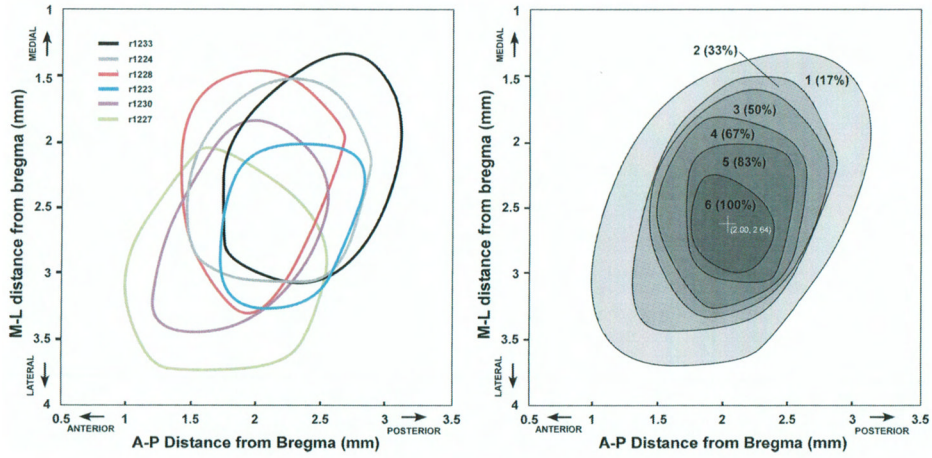 1
1.5
2
2.5
3
3.5
4
M-L distance from bregma (mm)
MEDIAL
LATERAL
r1233
r1224
r1228
r1223
r1230
r1227
0.5
1
1.5
2
2.5
3
3.5
ANTERIOR
POSTERIOR
A-P Distance from Bregma (mm)
1
1.5
2
2.5
3
3.5
4
M-L distance from bregma (mm)
MEDIAL
LATERAL
2 (33%)
1 (17%)
3 (50%)
4 (67%)
5 (83%)
6 (100%)
(2.00, 2.64)
0.5
1
1.5
2
2.5
3
3.5
ANTERIOR
POSTERIOR
A-P Distance from Bregma (mm)